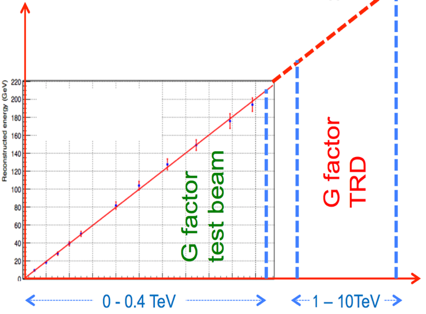 Reconstructed energy (GeV)
220
200
180
160
140
120
100
80
60
40
20
0
G factor
test beam
G factor
TRD
0 - 0.4 TeV
1 – 10TeV